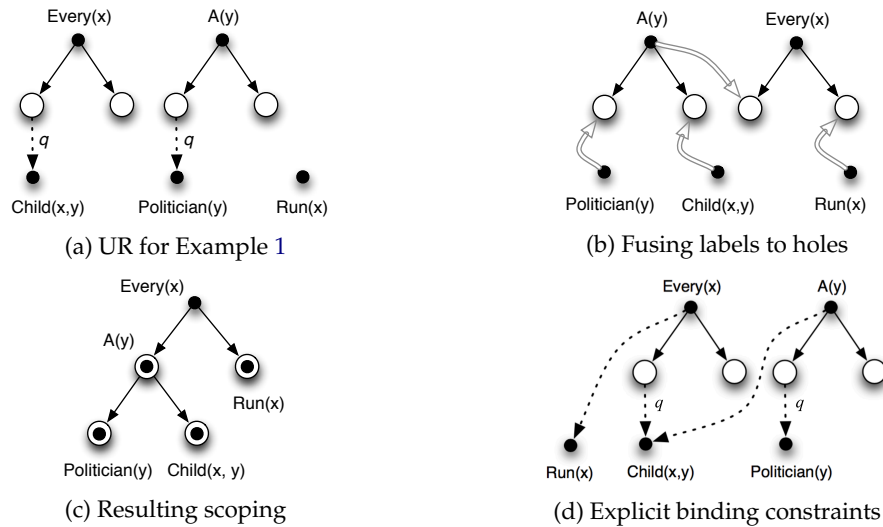 Every(x) A(y)
q q
Child(x,y) Politician(y) Run(x)
(a) UR for Example 1
A(y) Every(x)
Politician(y) Child(x,y) Run(x)
(b) Fusing labels to holes
Every(x)
A(y)
Run(x)
Politician(y) Child(x, y)
(c) Resulting scoping
Every(x) A(y)
q q
Run(x) Child(x,y) Politician(y)
(d) Explicit binding constraints